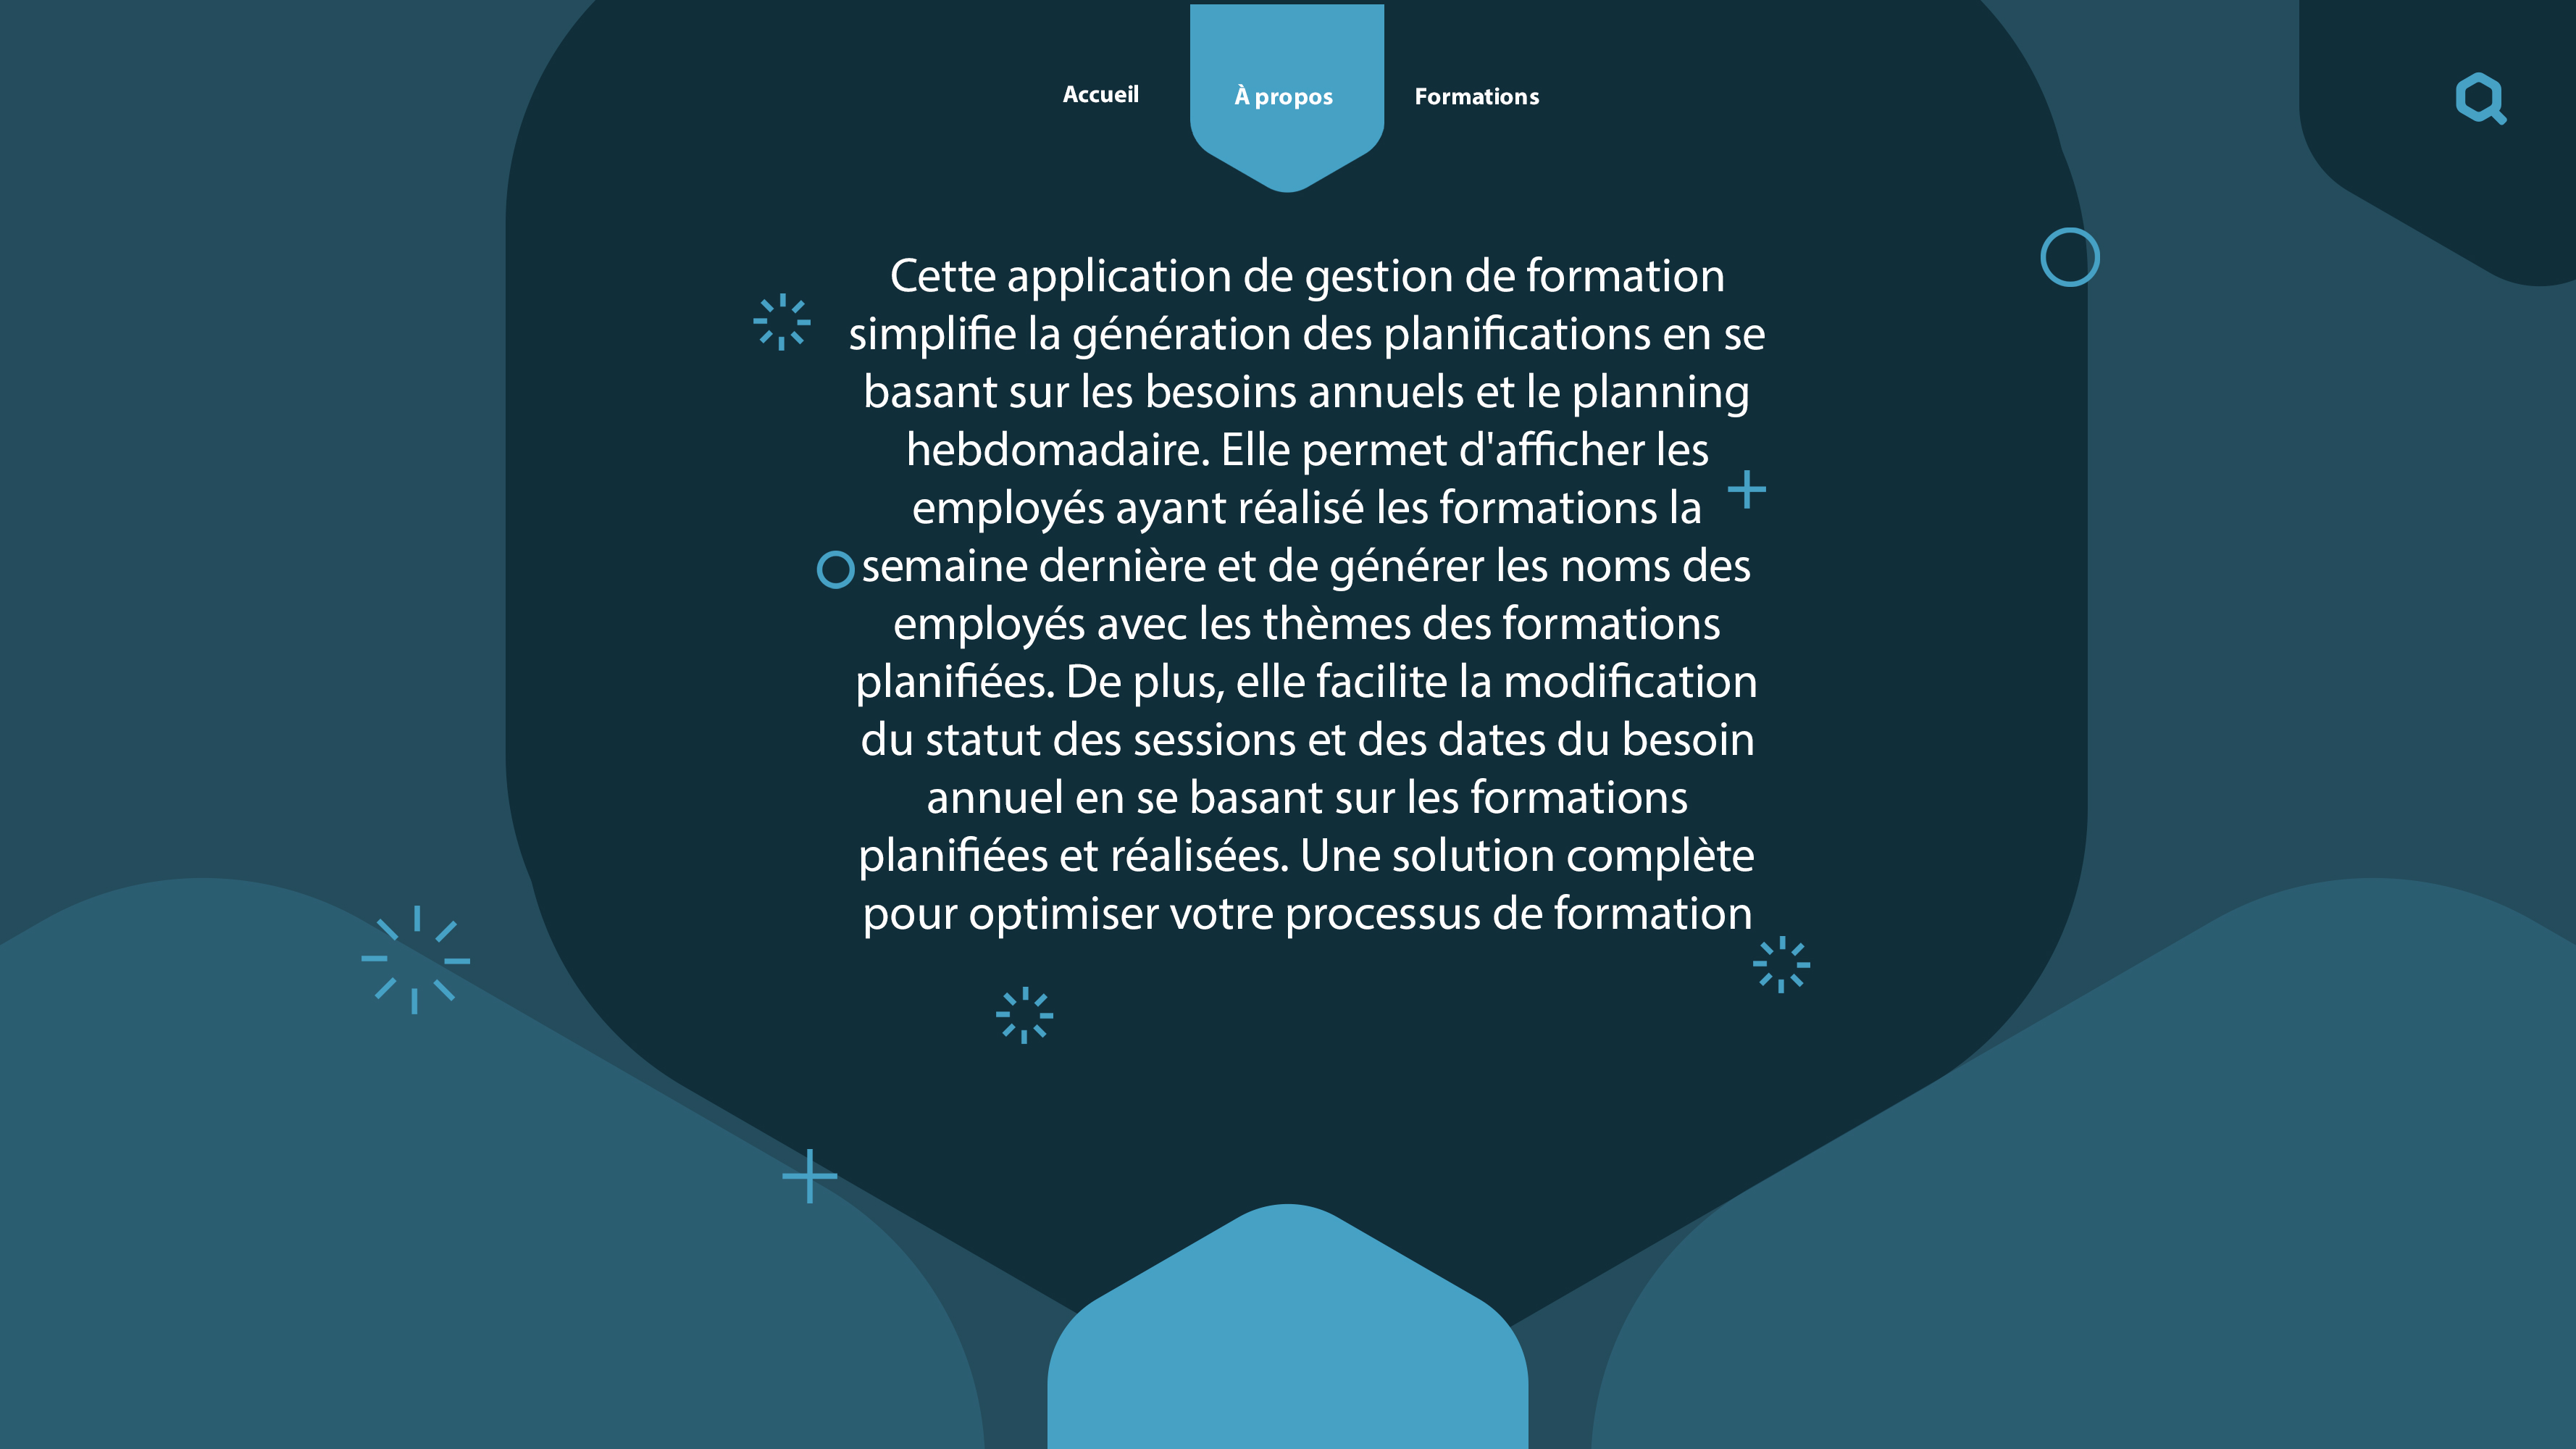 Accueil
À propos
Formations
Cette application de gestion de formation
simplifie la génération des planifications en se
basant sur les besoins annuels et le planning
hebdomadaire. Elle permet d'afficher les
employés ayant réalisé les formations la
semaine dernière et de générer les noms des
employés avec les thèmes des formations
planifiées. De plus, elle facilite la modification
du statut des sessions et des dates du besoin
annuel en se basant sur les formations
planifiées et réalisées. Une solution complète
pour optimiser votre processus de formation